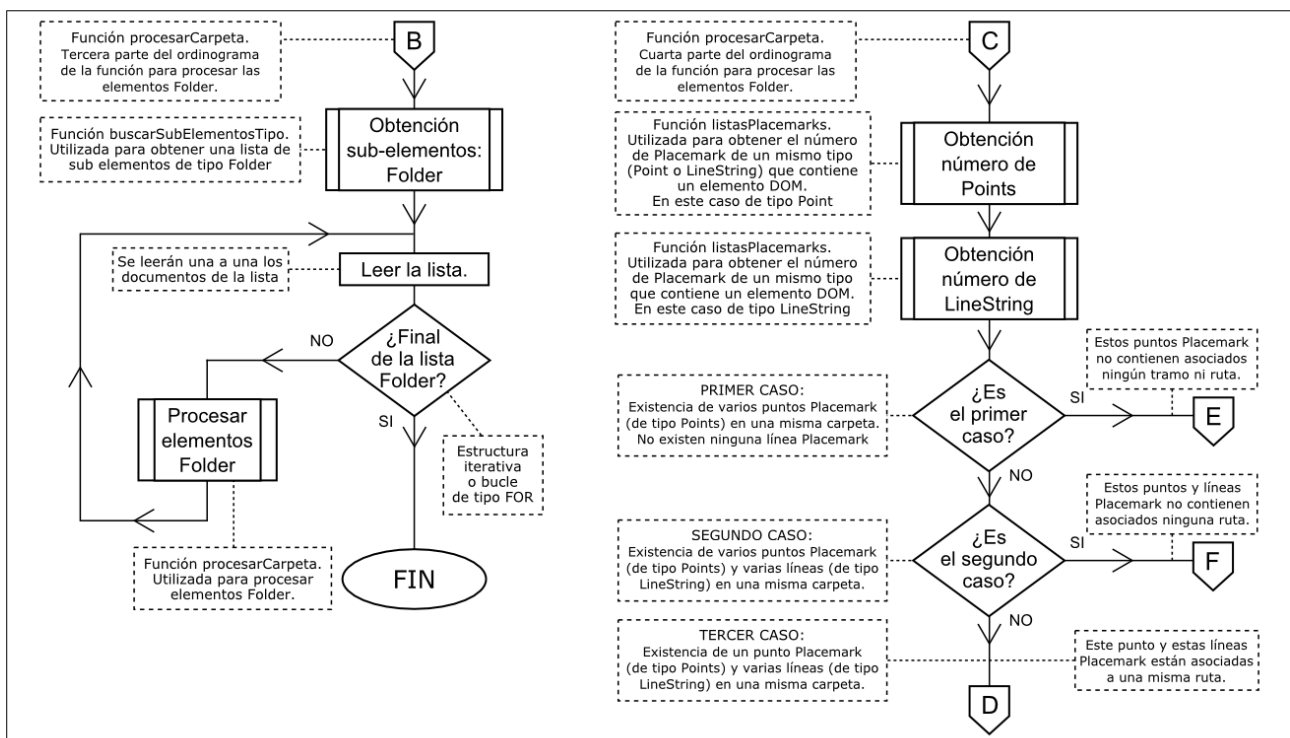 Función procesarCarpeta.
Tercera parte del ordinograma
de la función para procesar las
elementos Folder.
B
Función buscarSubElementosTipo.
Utilizada para obtener una lista de
sub elementos de tipo Folder
Obtención
sub-elementos:
Folder
Se leerán una a una los
documentos de la lista
Leer la lista.
¿Final
de la lista
Folder?
NO
SI
Procesar
elementos
Folder
Estructura
iterativa
o bucle
de tipo FOR
Función procesarCarpeta.
Utilizada para procesar
elementos Folder.
FIN
Función procesarCarpeta.
Cuarta parte del ordinograma
de la función para procesar las
elementos Folder.
C
Función listasPlacemarks.
Utilizada para obtener el número
de Placemark de un mismo tipo
(Point o LineString) que contiene
un elemento DOM.
En este caso de tipo Point
Obtención
número de
Points
Función listasPlacemarks.
Utilizada para obtener el número
de Placemark de un mismo tipo
que contiene un elemento DOM.
En este caso de tipo LineString
Obtención
número de
LineString
Estos puntos Placemark
no contienen asociados
ningún tramo ni ruta.
PRIMER CASO:
Existencia de varios puntos Placemark
(de tipo Points) en una misma carpeta.
No existen ninguna línea Placemark
¿Es
el primer
caso?
SI
E
NO
Estos puntos y líneas
Placemark no contienen
asociados ninguna ruta.
SEGUNDO CASO:
Existencia de varios puntos Placemark
(de tipo Points) y varias líneas (de tipo
LineString) en una misma carpeta.
¿Es
el segundo
caso?
SI
F
NO
TERCER CASO:
Existencia de un punto Placemark
(de tipo Points) y varias líneas (de tipo
LineString) en una misma carpeta.
Este punto y estas líneas
Placemark están asociadas
a una misma ruta.
D